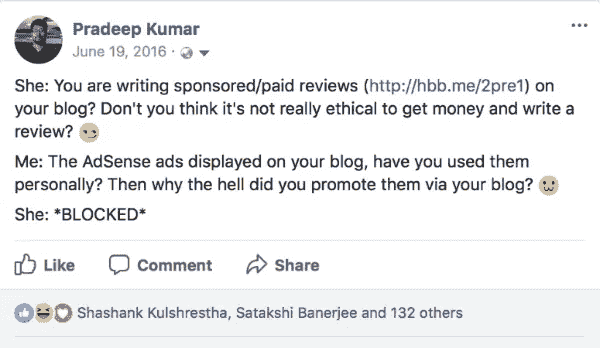 Pradeep Kumar
June 19, 2016 ·
She: You are writing sponsored/paid reviews (http://hbb.me/2pre1) on
your blog? Don't you think it's not really ethical to get money and write a
review? 😏
Me: The AdSense ads displayed on your blog, have you used them
personally? Then why the hell did you promote them via your blog?
She: *BLOCKED*
Like Comment Share
Shashank Kulshrestha, Satakshi Banerjee and 132 others